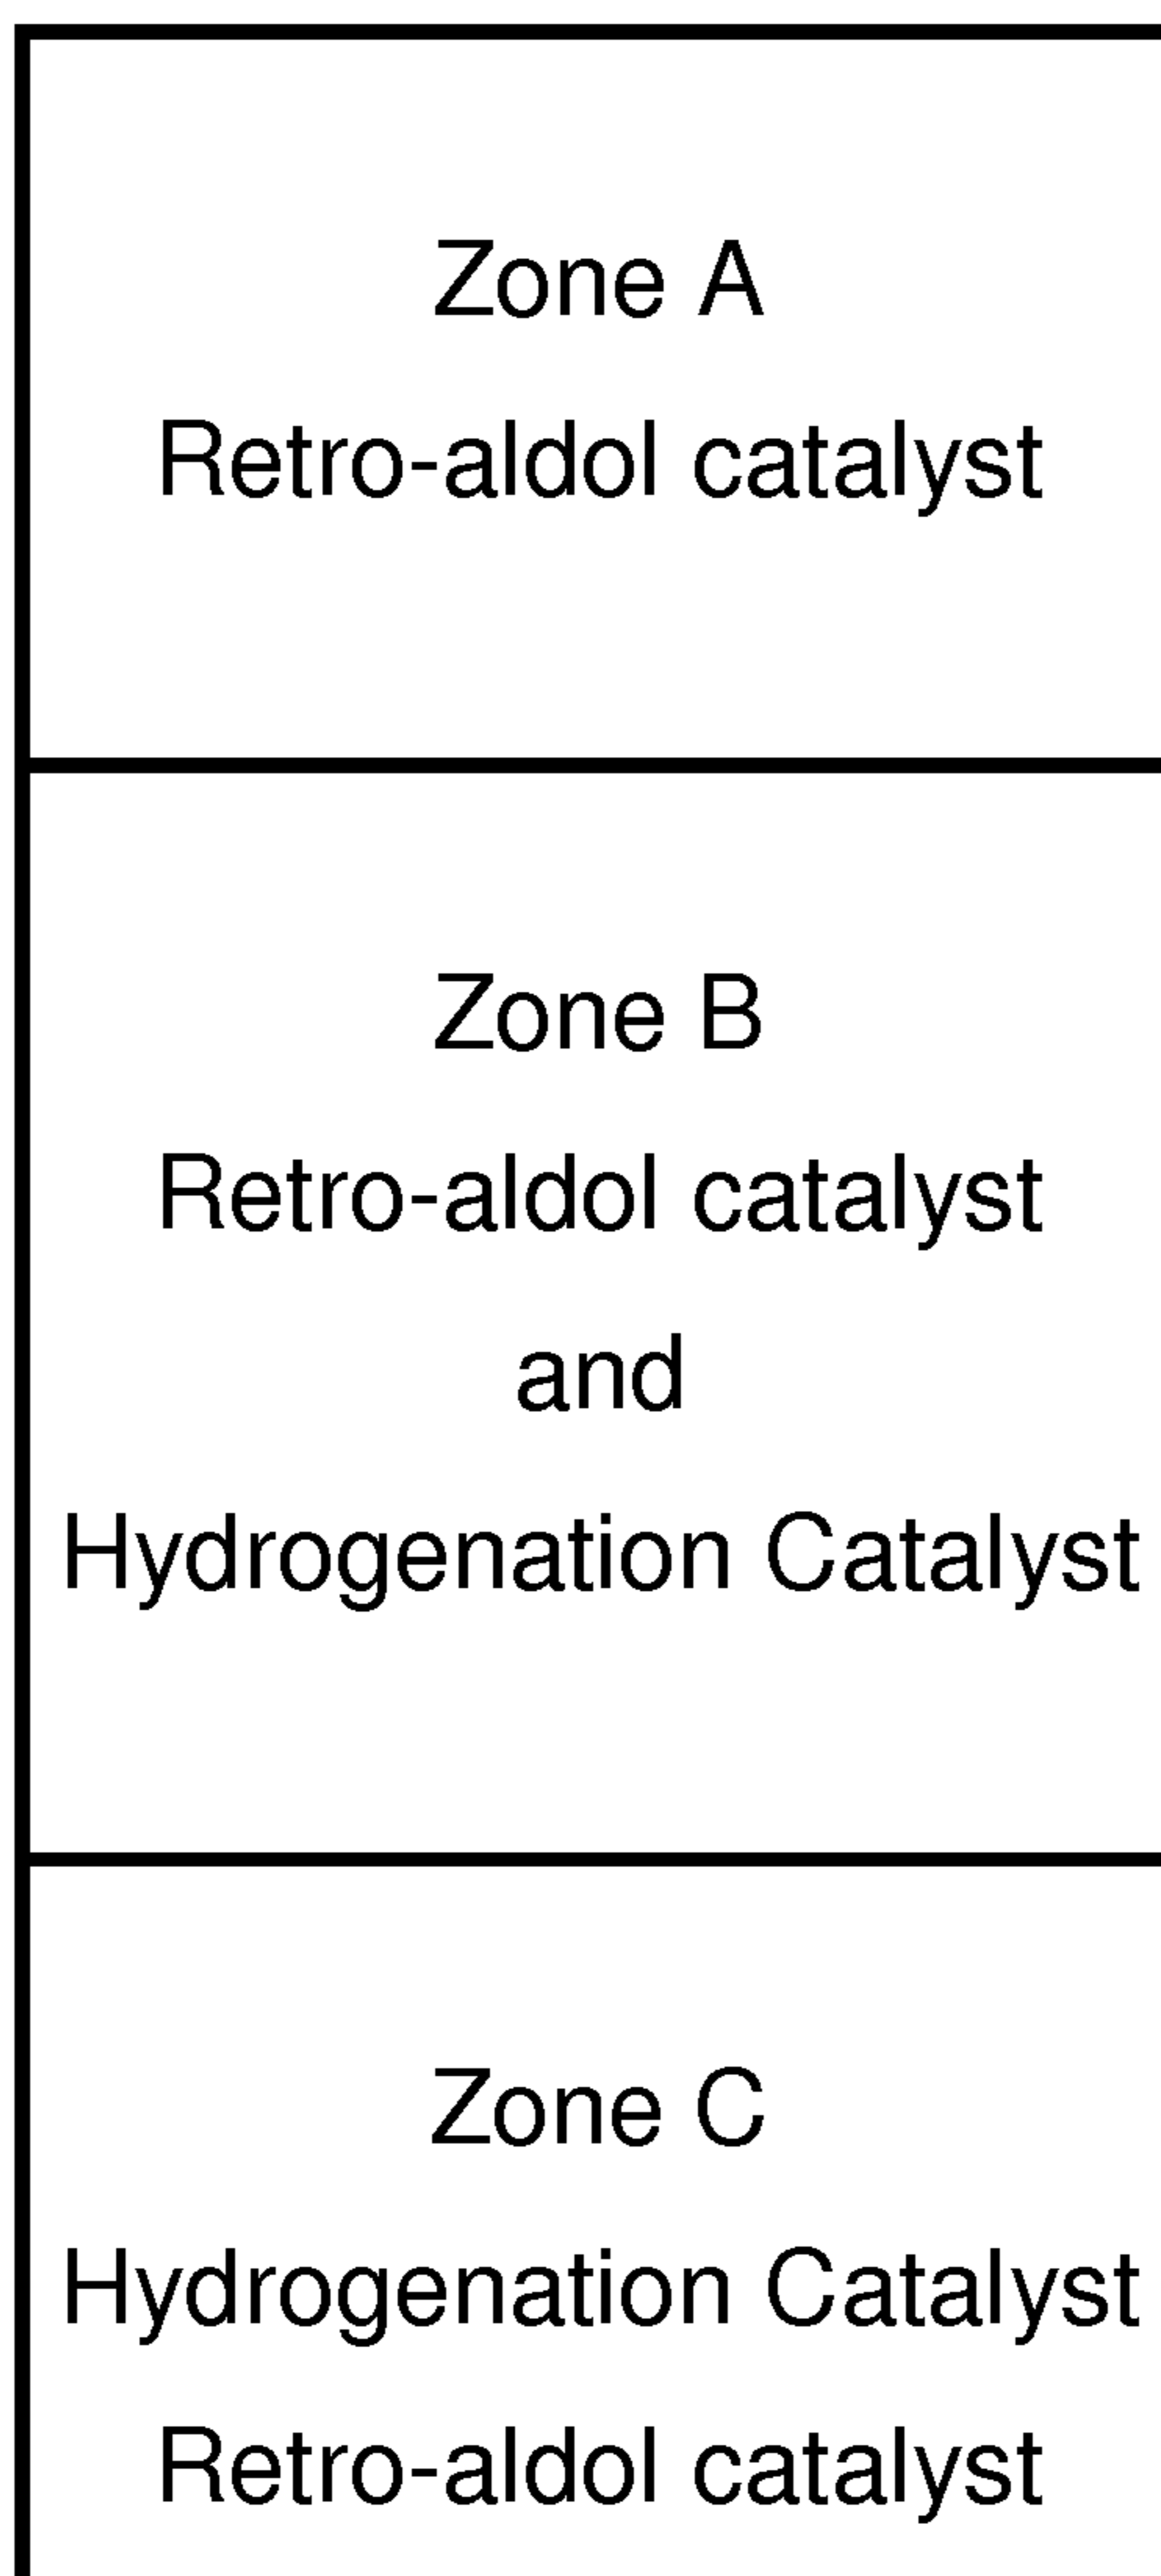 Zone A
Retro-aldol catalyst
Zone B
Retro-aldol catalyst
and
Hydrogenation Catalyst
Zone C
Hydrogenation Catalyst
Retro-aldol catalyst